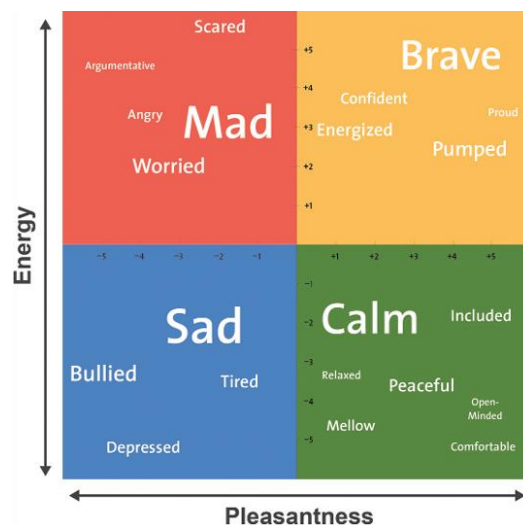 Scared
Argumentative
Angry
Mad
Worried
Brave
Confident
Proud
Energized
Pumped
+5
+4
+3
+2
+1
−5 −4 −3 −2 −1
+1 +2 +3 +4 +5
−1
−2
−3
−4
−5
Sad
Bullied
Tired
Depressed
Calm
Included
Relaxed
Peaceful
Open-
Minded
Mellow
Comfortable
Energy
Pleasantness